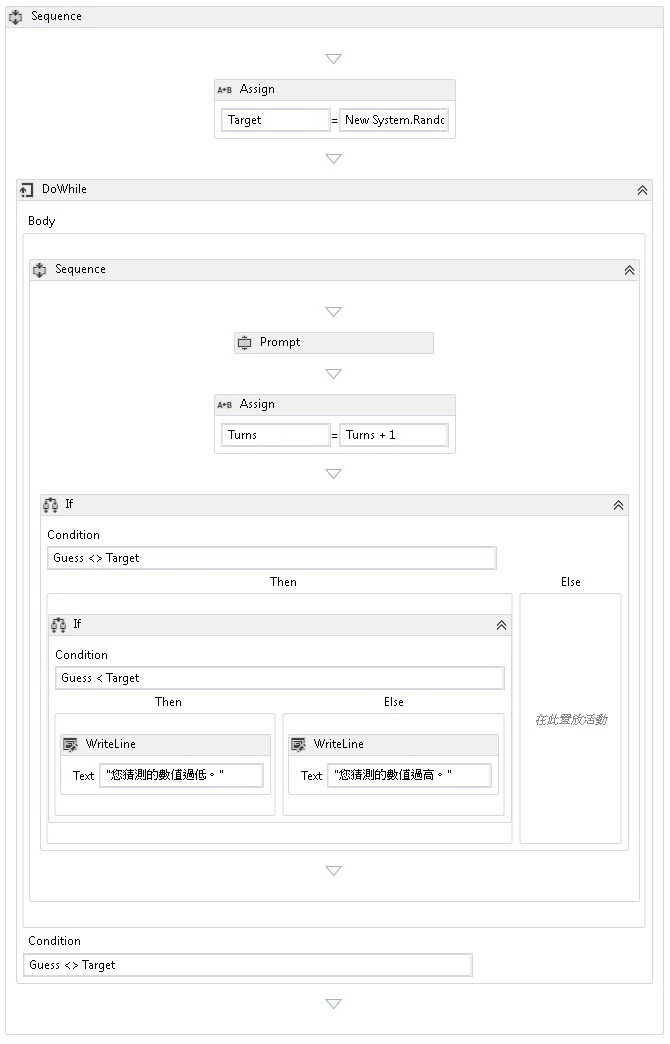 Sequence
A+B Assign
Target = New System.Rando
DoWhile
Body
Sequence
Prompt
A+B Assign
Turns = Turns + 1
If
Condition
Guess <> Target
Then Else
If
Condition
Guess < Target
Then Else
WriteLine WriteLine
Text "您猜測的數值過低。" Text "您猜測的數值過高。"
在此置放活動
Condition
Guess <> Target